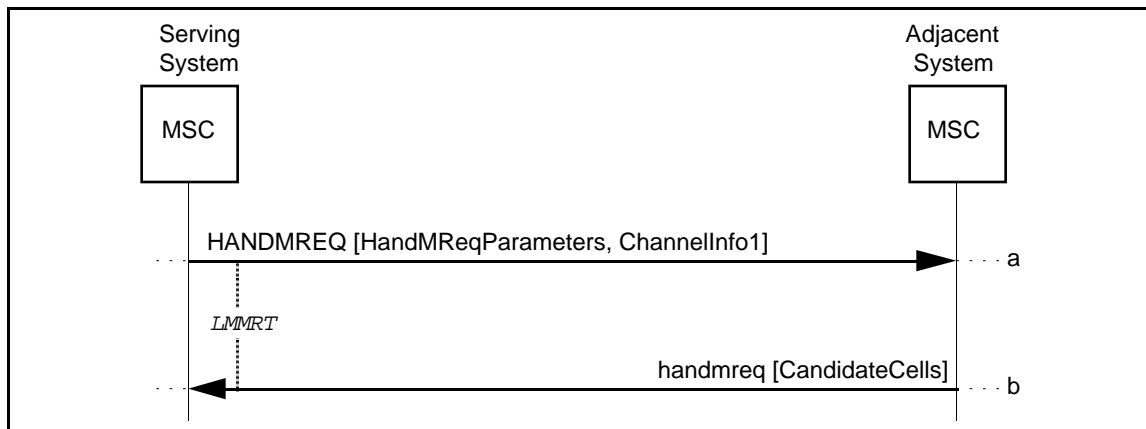 Serving
System
Adjacent
System
MSC
MSC
HANDMREQ [HandMReqParameters, ChannelInfo1]
a
LMMRT
handmreq [CandidateCells]
b